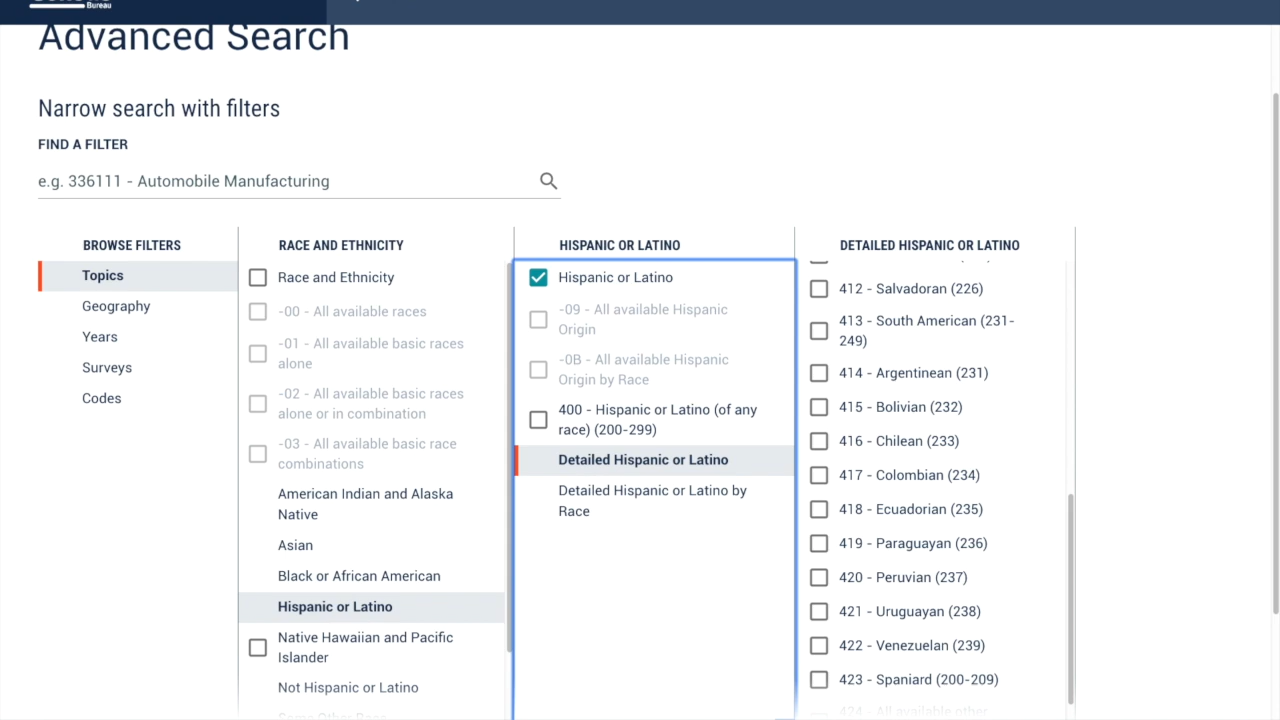 Bureau
Advanced Search
Narrow search with filters
FIND A FILTER
e.g. 336111 - Automobile Manufacturing
BROWSE FILTERS
Topics
Geography
Years
Surveys
Codes
RACE AND ETHNICITY
Race and Ethnicity
-00 - All available races
-01 - All available basic races
alone
-02 - All available basic races
alone or in combination
-03 - All available basic race
combinations
American Indian and Alaska
Native
Asian
Black or African American
Hispanic or Latino
Native Hawaiian and Pacific
Islander
Not Hispanic or Latino
Some Other Race
HISPANIC OR LATINO
Hispanic or Latino
-09 - All available Hispanic
Origin
-0B - All available Hispanic
Origin by Race
400 - Hispanic or Latino (of any
race) (200-299)
Detailed Hispanic or Latino
Detailed Hispanic or Latino by
Race
DETAILED HISPANIC OR LATINO
412 - Salvadoran (226)
413 - South American (231-
249)
414 - Argentinean (231)
415 - Bolivian (232)
416 - Chilean (233)
417 - Colombian (234)
418 - Ecuadorian (235)
419 - Paraguayan (236)
420 - Peruvian (237)
421 - Uruguayan (238)
422 - Venezuelan (239)
423 - Spaniard (200-209)
424 - All available other